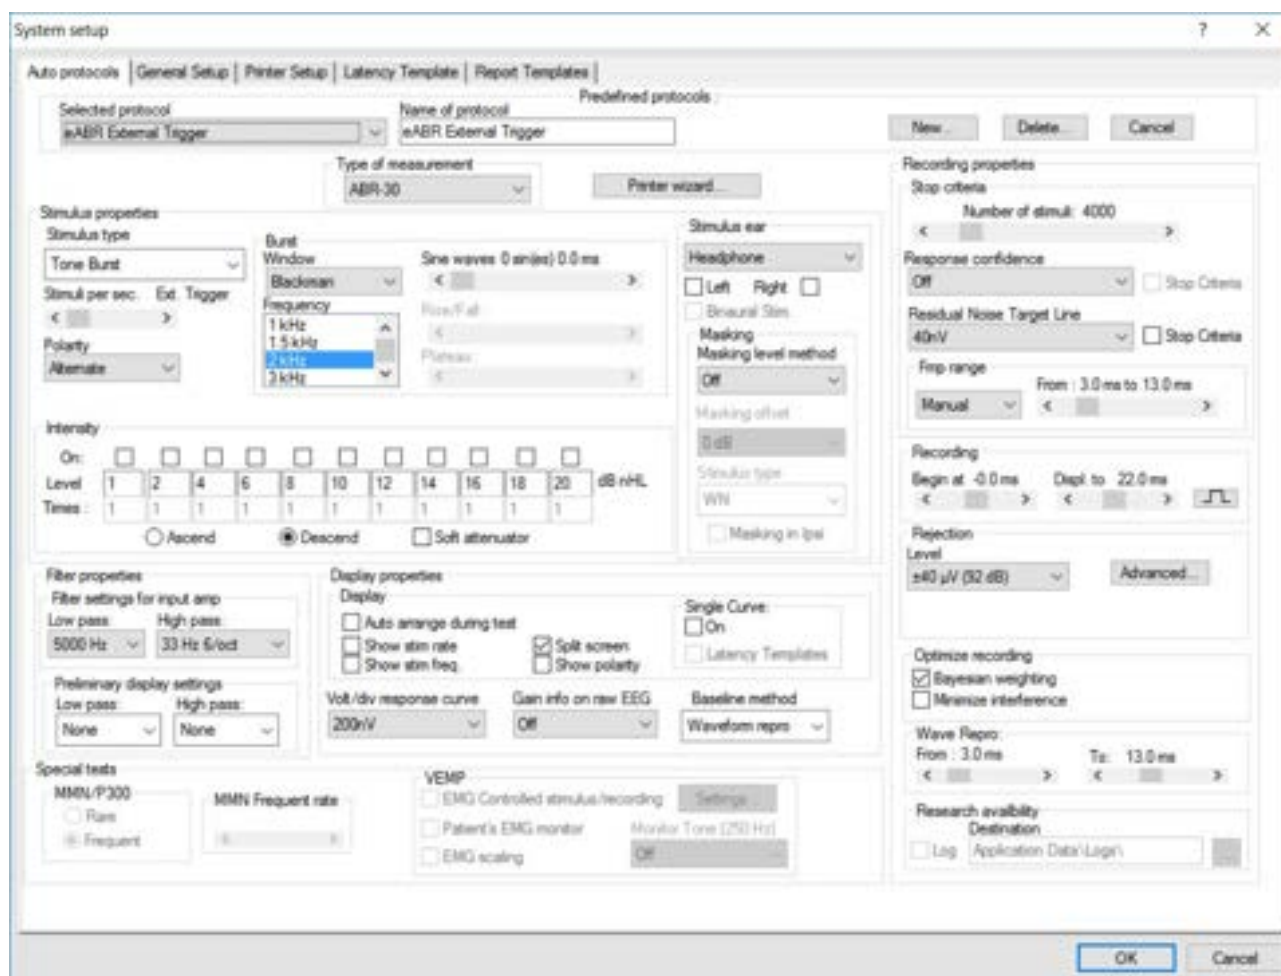 System setup ? ×
Auto protocols General Setup Printer Setup Latency Template Report Templates
Predefined protocols :
Selected protocol
eABR External Trigger
Name of protocol
eABR External Trigger
New... Delete... Cancel
Type of measurement
ABR-30
Printer wizard...
Stimulus properties
Stimulus type
Tone Burst
Stimuli per sec. Ext. Trigger
Polarity
Alternate
Burst
Window
Blackman
Frequency
1 kHz
1.5 kHz
2 kHz
3 kHz
Sine waves 0 sin(es) 0.0 ms
Rise/Fall:
Plateau:
Intensity
On:
Level 1 2 4 6 8 10 12 14 16 18 20 dB nHL
Times : 1 1 1 1 1 1 1 1 1 1 1
Ascend Descend Soft attenuator
Stimulus ear
Headphone
Left Right
Binaural Stim.
Masking
Masking level method
Off
Masking offset
0 dB
Stimulus type
WN
Masking in Ipsi
Recording properties
Stop criteria
Number of stimuli: 4000
Response confidence
Off Stop Criteria
Residual Noise Target Line
40nV Stop Criteria
Fmp range
Manual From : 3.0 ms to 13.0 ms
Recording
Begin at -0.0 ms Displ. to 22.0 ms
Rejection
Level
±40 µV (92 dB) Advanced...
Optimize recording
Bayesian weighting
Minimize interference
Wave Repro:
From : 3.0 ms To: 13.0 ms
Research availbility
Destination
Log Application Data\Logs\
Filter properties
Filter settings for input amp
Low pass: High pass:
5000 Hz 33 Hz 6/oct
Preliminary display settings
Low pass: High pass:
None None
Display properties
Display
Auto arrange during test
Show stim rate Split screen
Show stim freq. Show polarity
Single Curve:
On
Latency Templates
Volt/div response curve Gain info on raw EEG Baseline method
200nV Off Waveform repro
Special tests
MMN/P300
Rare
Frequent
MMN Frequent rate
VEMP
EMG Controlled stimulus/recording Settings...
Patient's EMG monitor Monitor Tone (250 Hz)
EMG scaling Off
OK Cancel